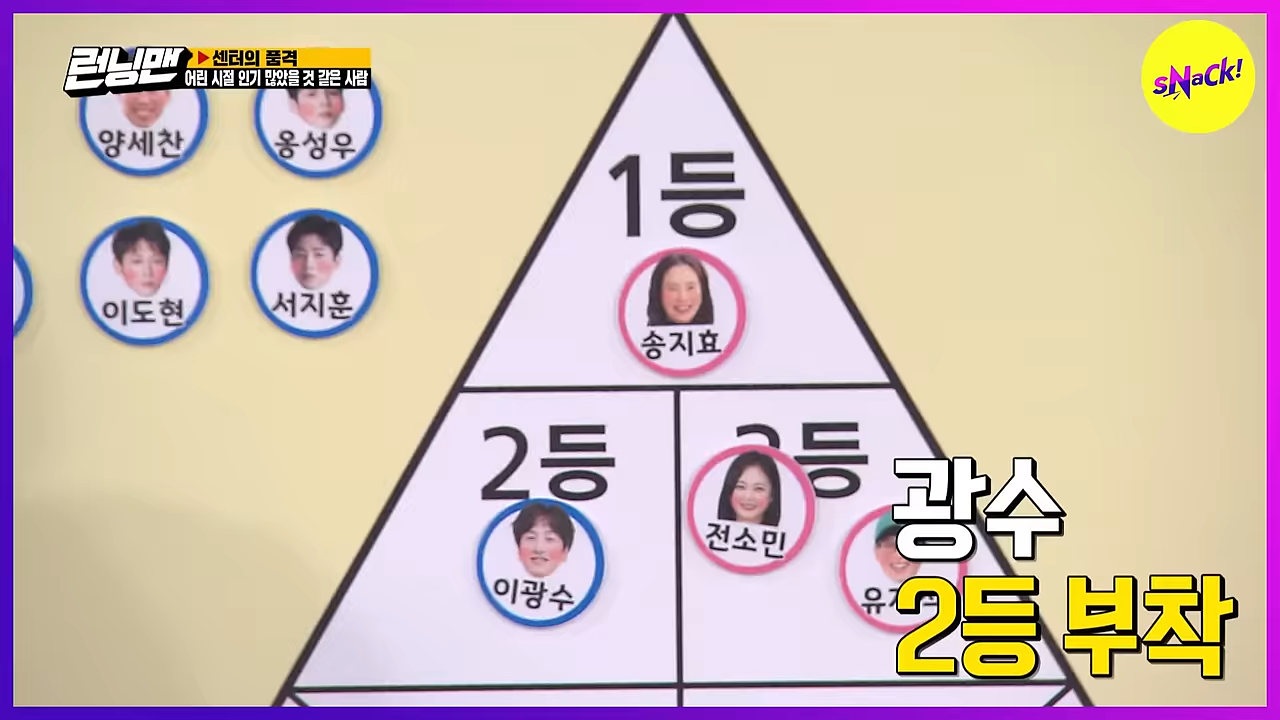 런닝맨
▶센터의 품격
어린 시절 인기 많았을 것 같은 사람
sNaCK!
양세찬
옹성우
이도현
서지훈
1등
송지효
2등
이광수
3등
전소민
광수
2등 부착